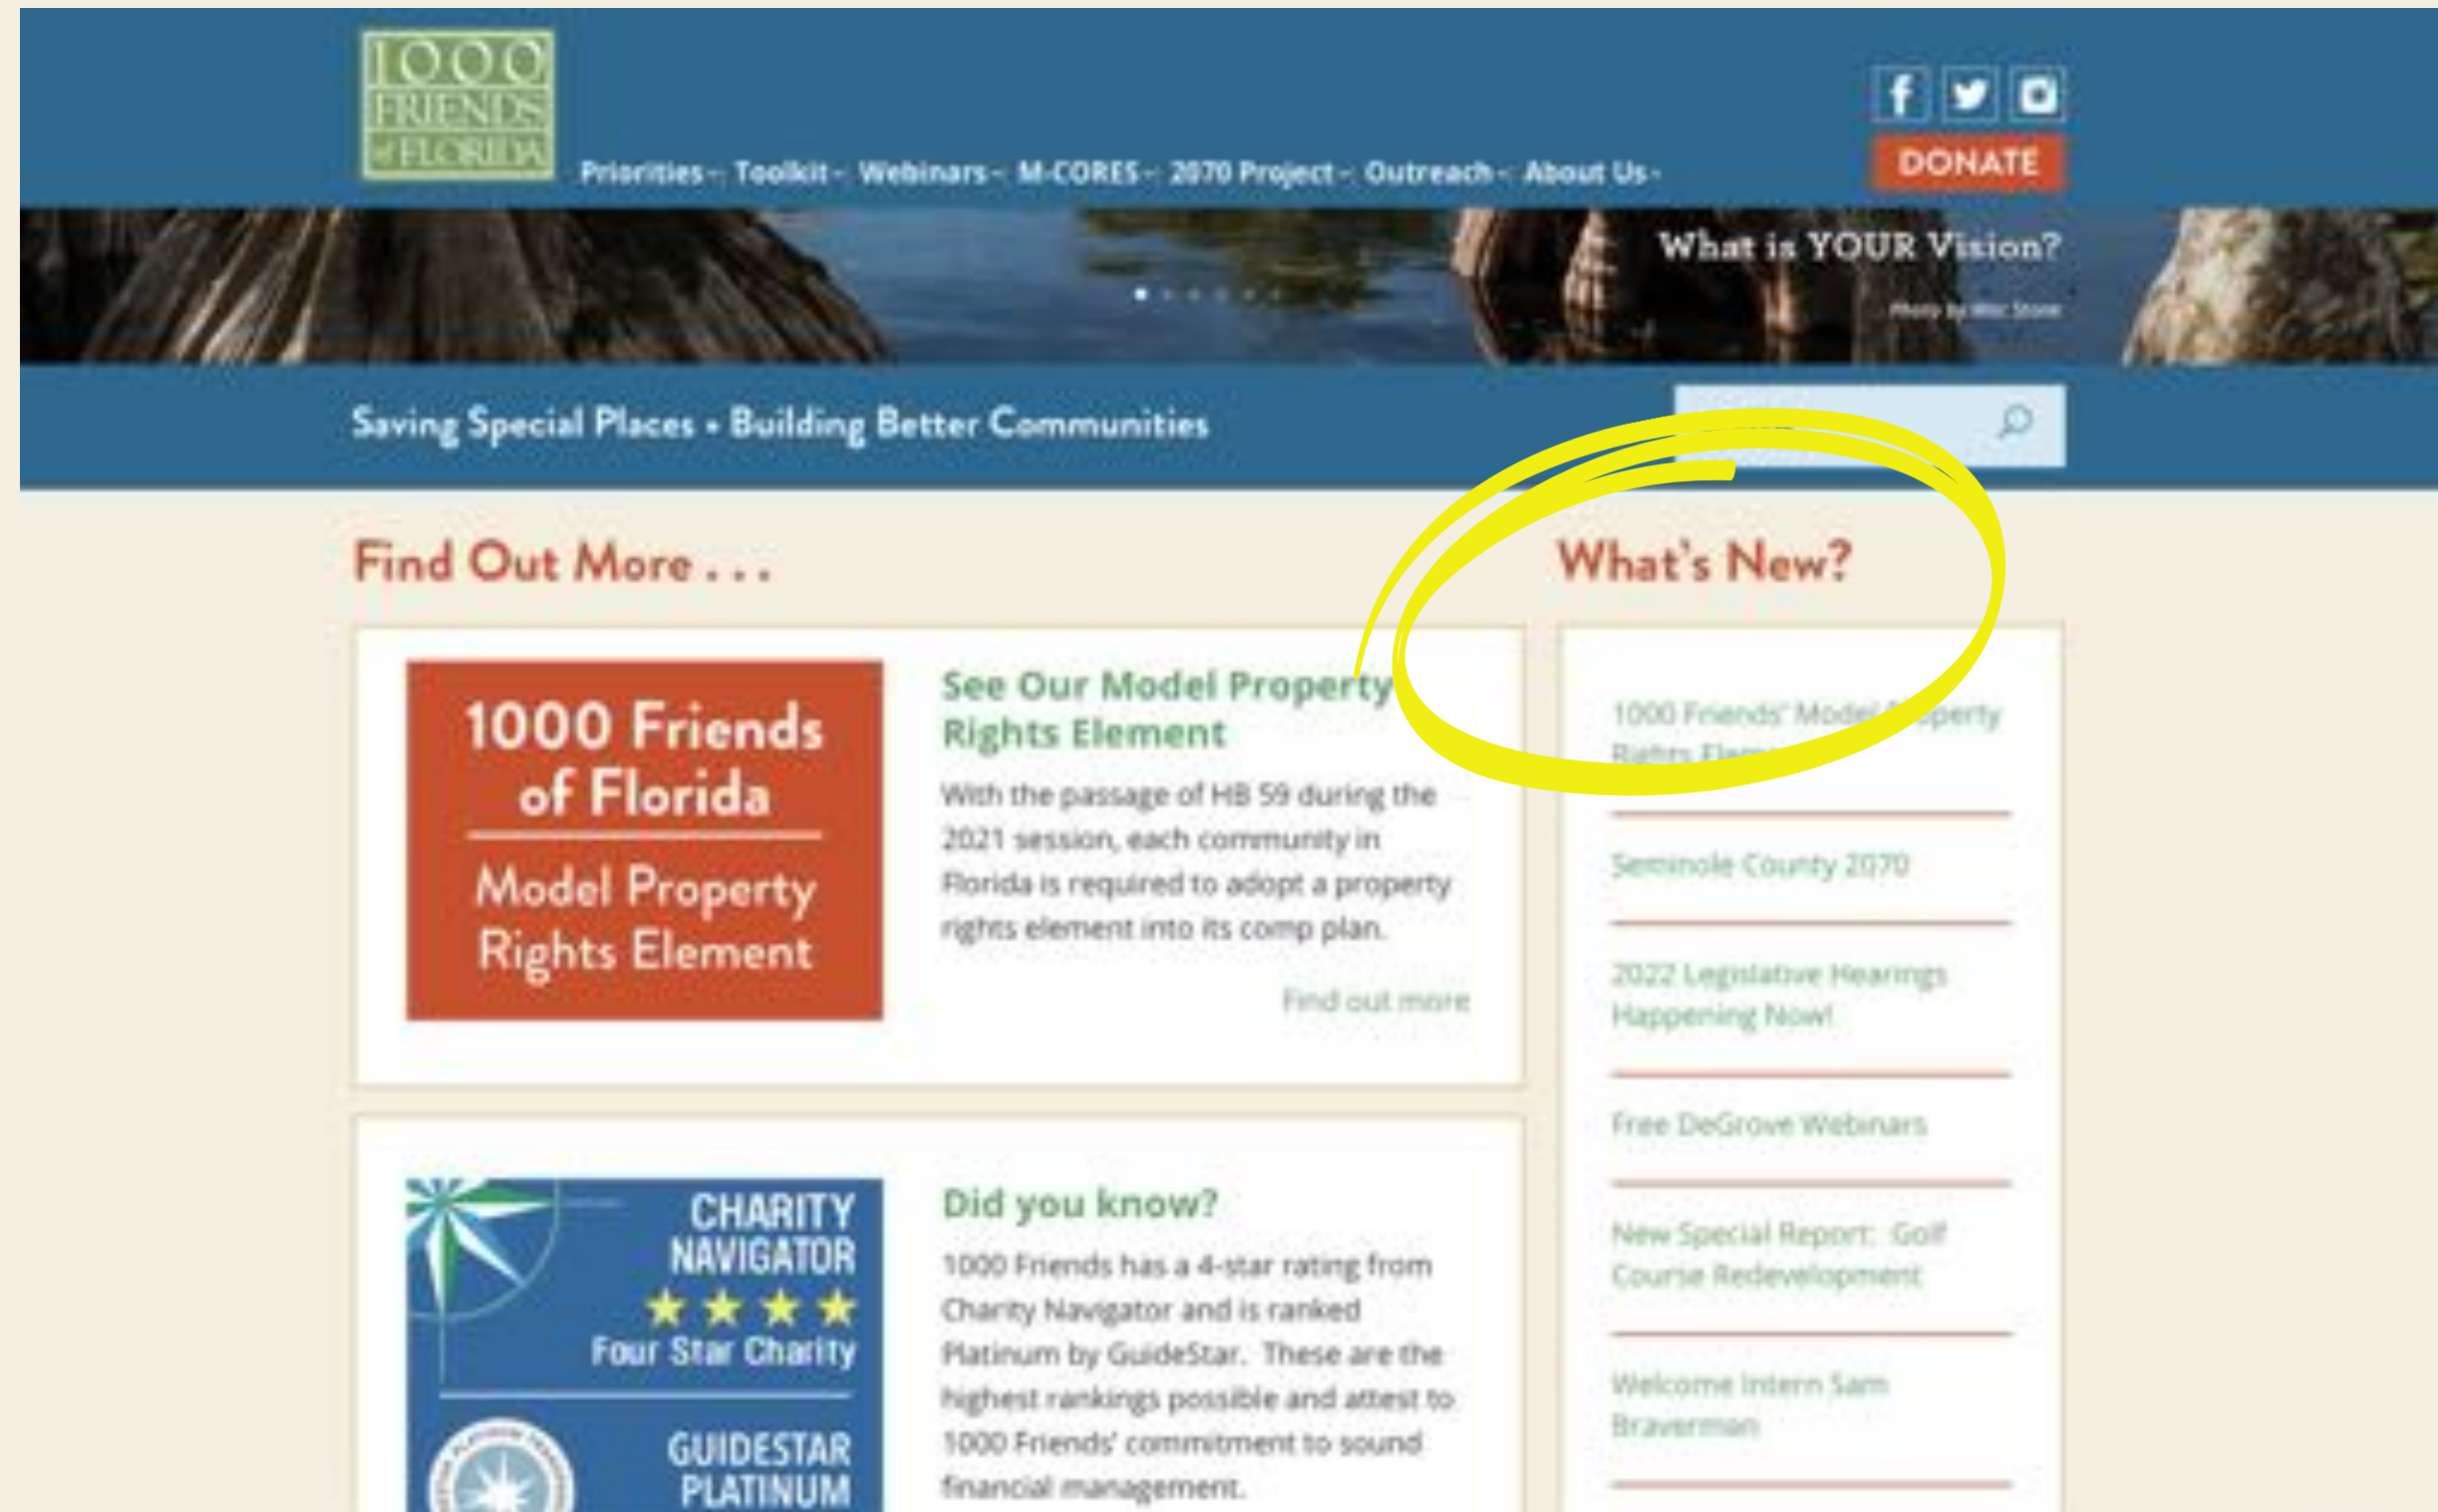 1000
FRIENDS
of FLORIDA
Priorities Toolkit Webinars M-CORES 2070 Project Outreach About Us
DONATE
What is YOUR Vision?
Photo by Mac Stone
Saving Special Places • Building Better Communities
Find Out More . . .
1000 Friends
of Florida
Model Property
Rights Element
See Our Model Property
Rights Element
With the passage of HB 59 during the
2021 session, each community in
Florida is required to adopt a property
rights element into its comp plan.
Find out more
CHARITY
NAVIGATOR
Four Star Charity
GUIDESTAR
PLATINUM
Did you know?
1000 Friends has a 4-star rating from
Charity Navigator and is ranked
Platinum by GuideStar. These are the
highest rankings possible and attest to
1000 Friends' commitment to sound
financial management.
What's New?
1000 Friends' Model Property
Rights
Seminole County 2070
2022 Legislative Hearings
Happening Now!
Free DeGrove Webinars
New Special Report: Golf
Course Redevelopment
Welcome Intern Sam
Braverman